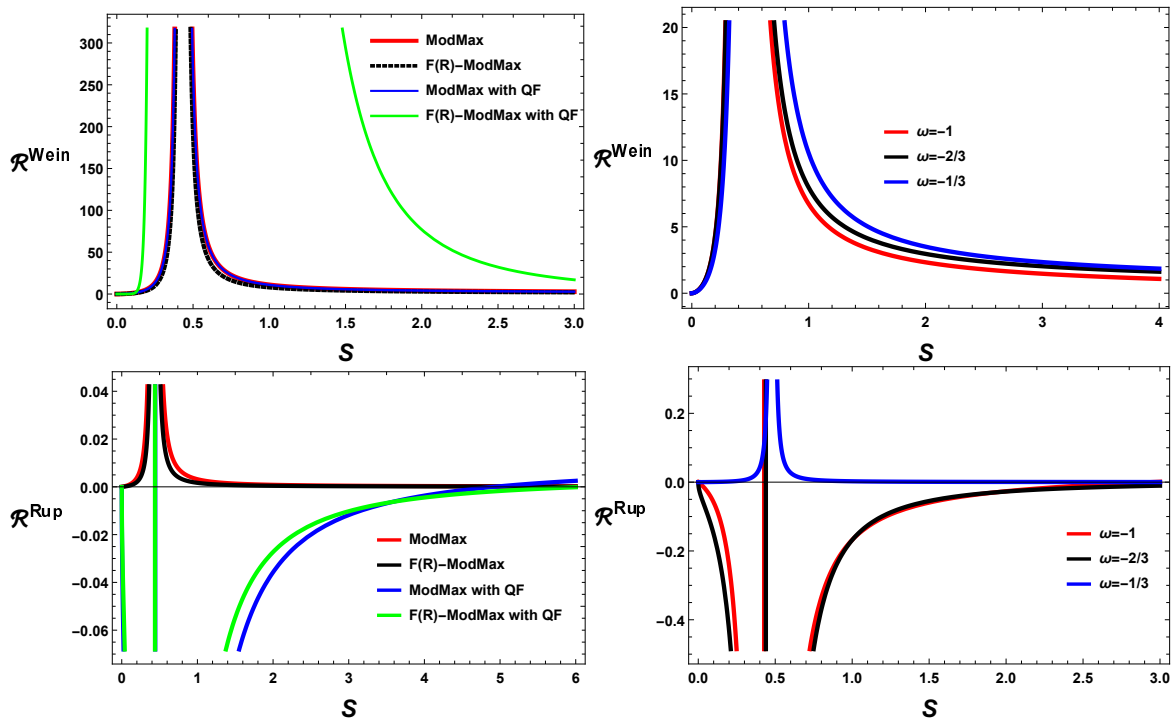 300
250
200
150
100
50
0
ℛ^Wein
0.0 0.5 1.0 1.5 2.0 2.5 3.0
S
ModMax
F(R)−ModMax
ModMax with QF
F(R)−ModMax with QF
20
15
10
5
0
ℛ^Wein
0 1 2 3 4
S
ω=−1
ω=−2/3
ω=−1/3
0.04
0.02
0.00
−0.02
−0.04
−0.06
ℛ^Rup
0 1 2 3 4 5 6
S
ModMax
F(R)−ModMax
ModMax with QF
F(R)−ModMax with QF
0.2
0.0
−0.2
−0.4
ℛ^Rup
0.0 0.5 1.0 1.5 2.0 2.5 3.0
S
ω=−1
ω=−2/3
ω=−1/3